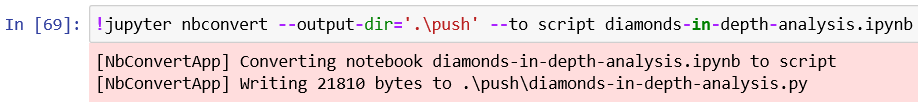 In [69]: !jupyter nbconvert --output-dir='.\push' --to script diamonds-in-depth-analysis.ipynb
[NbConvertApp] Converting notebook diamonds-in-depth-analysis.ipynb to script
[NbConvertApp] Writing 21810 bytes to .\push\diamonds-in-depth-analysis.py